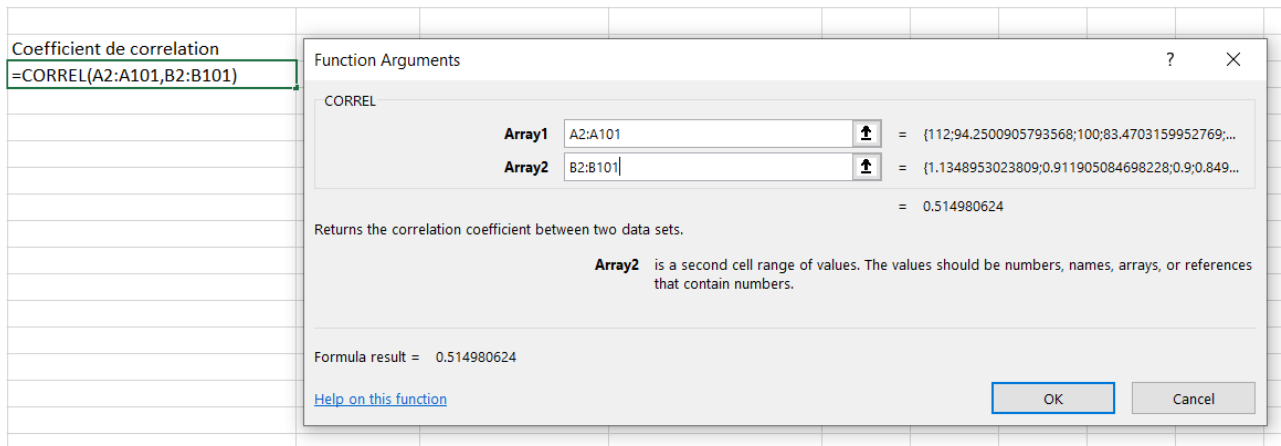 Coefficient de correlation
=CORREL(A2:A101,B2:B101)
Function Arguments
?
CORREL
Array1 A2:A101 = {112;94.2500905793568;100;83.4703159952769;...
Array2 B2:B101 = {1.1348953023809;0.911905084698228;0.9;0.849...
= 0.514980624
Returns the correlation coefficient between two data sets.
Array2 is a second cell range of values. The values should be numbers, names, arrays, or references
that contain numbers.
Formula result = 0.514980624
Help on this function
OK
Cancel